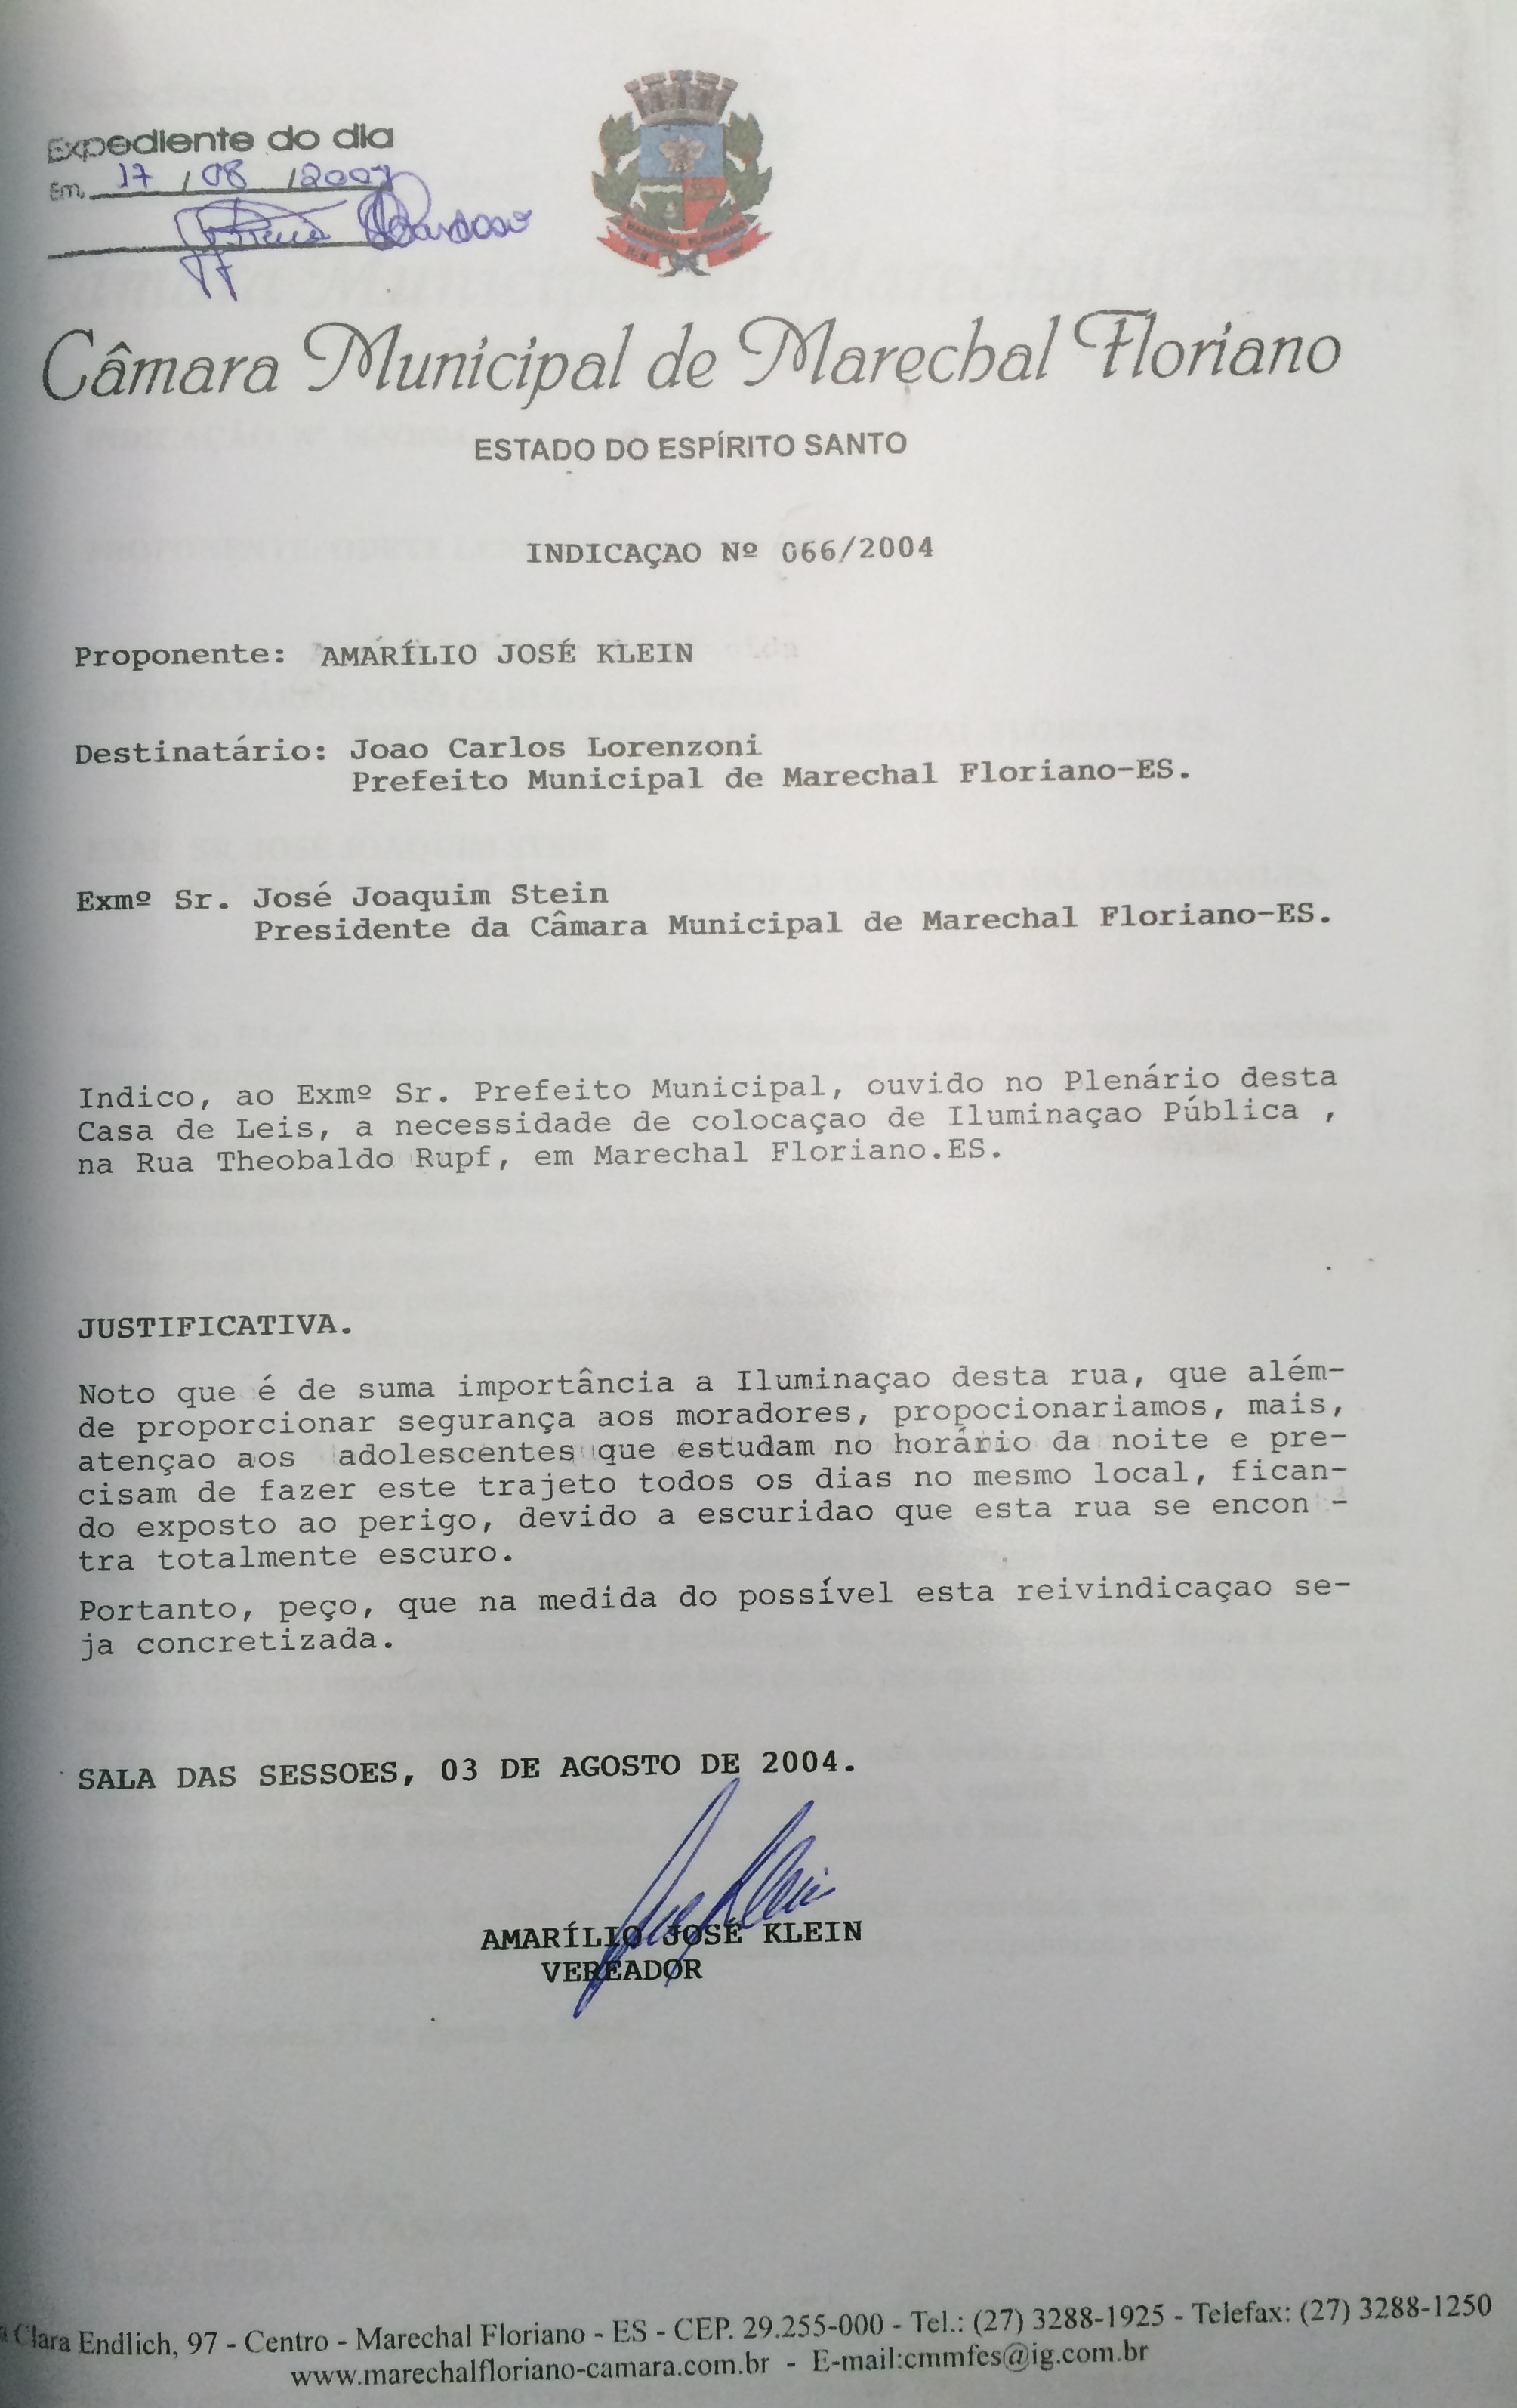 Expediente do dia
Em, 17 / 08 / 2004
Cardoso
MARECHAL FLORIANO
Câmara Municipal de Marechal Floriano
ESTADO DO ESPÍRITO SANTO
INDICAÇAO Nº 066/2004
Proponente: AMARÍLIO JOSÉ KLEIN
Destinatário: Joao Carlos Lorenzoni
Prefeito Municipal de Marechal Floriano-ES.
Exmº Sr. José Joaquim Stein
Presidente da Câmara Municipal de Marechal Floriano-ES.
Indico, ao Exmº Sr. Prefeito Municipal, ouvido no Plenário desta
Casa de Leis, a necessidade de colocaçao de Iluminaçao Pública ,
na Rua Theobaldo Rupf, em Marechal Floriano.ES.
JUSTIFICATIVA.
Noto que é de suma importância a Iluminaçao desta rua, que além-
de proporcionar segurança aos moradores, propocionariamos, mais,
atençao aos adolescentes que estudam no horário da noite e pre-
cisam de fazer este trajeto todos os dias no mesmo local, fican-
do exposto ao perigo, devido a escuridao que esta rua se encon -
tra totalmente escuro.
Portanto, peço, que na medida do possível esta reivindicaçao se-
ja concretizada.
SALA DAS SESSOES, 03 DE AGOSTO DE 2004.
AMARÍLIO JOSÉ KLEIN
VEREADOR
Clara Endlich, 97 - Centro - Marechal Floriano - ES - CEP. 29.255-000 - Tel.: (27) 3288-1925 - Telefax: (27) 3288-1250
www.marechalfloriano-camara.com.br - E-mail:cmmfes@ig.com.br